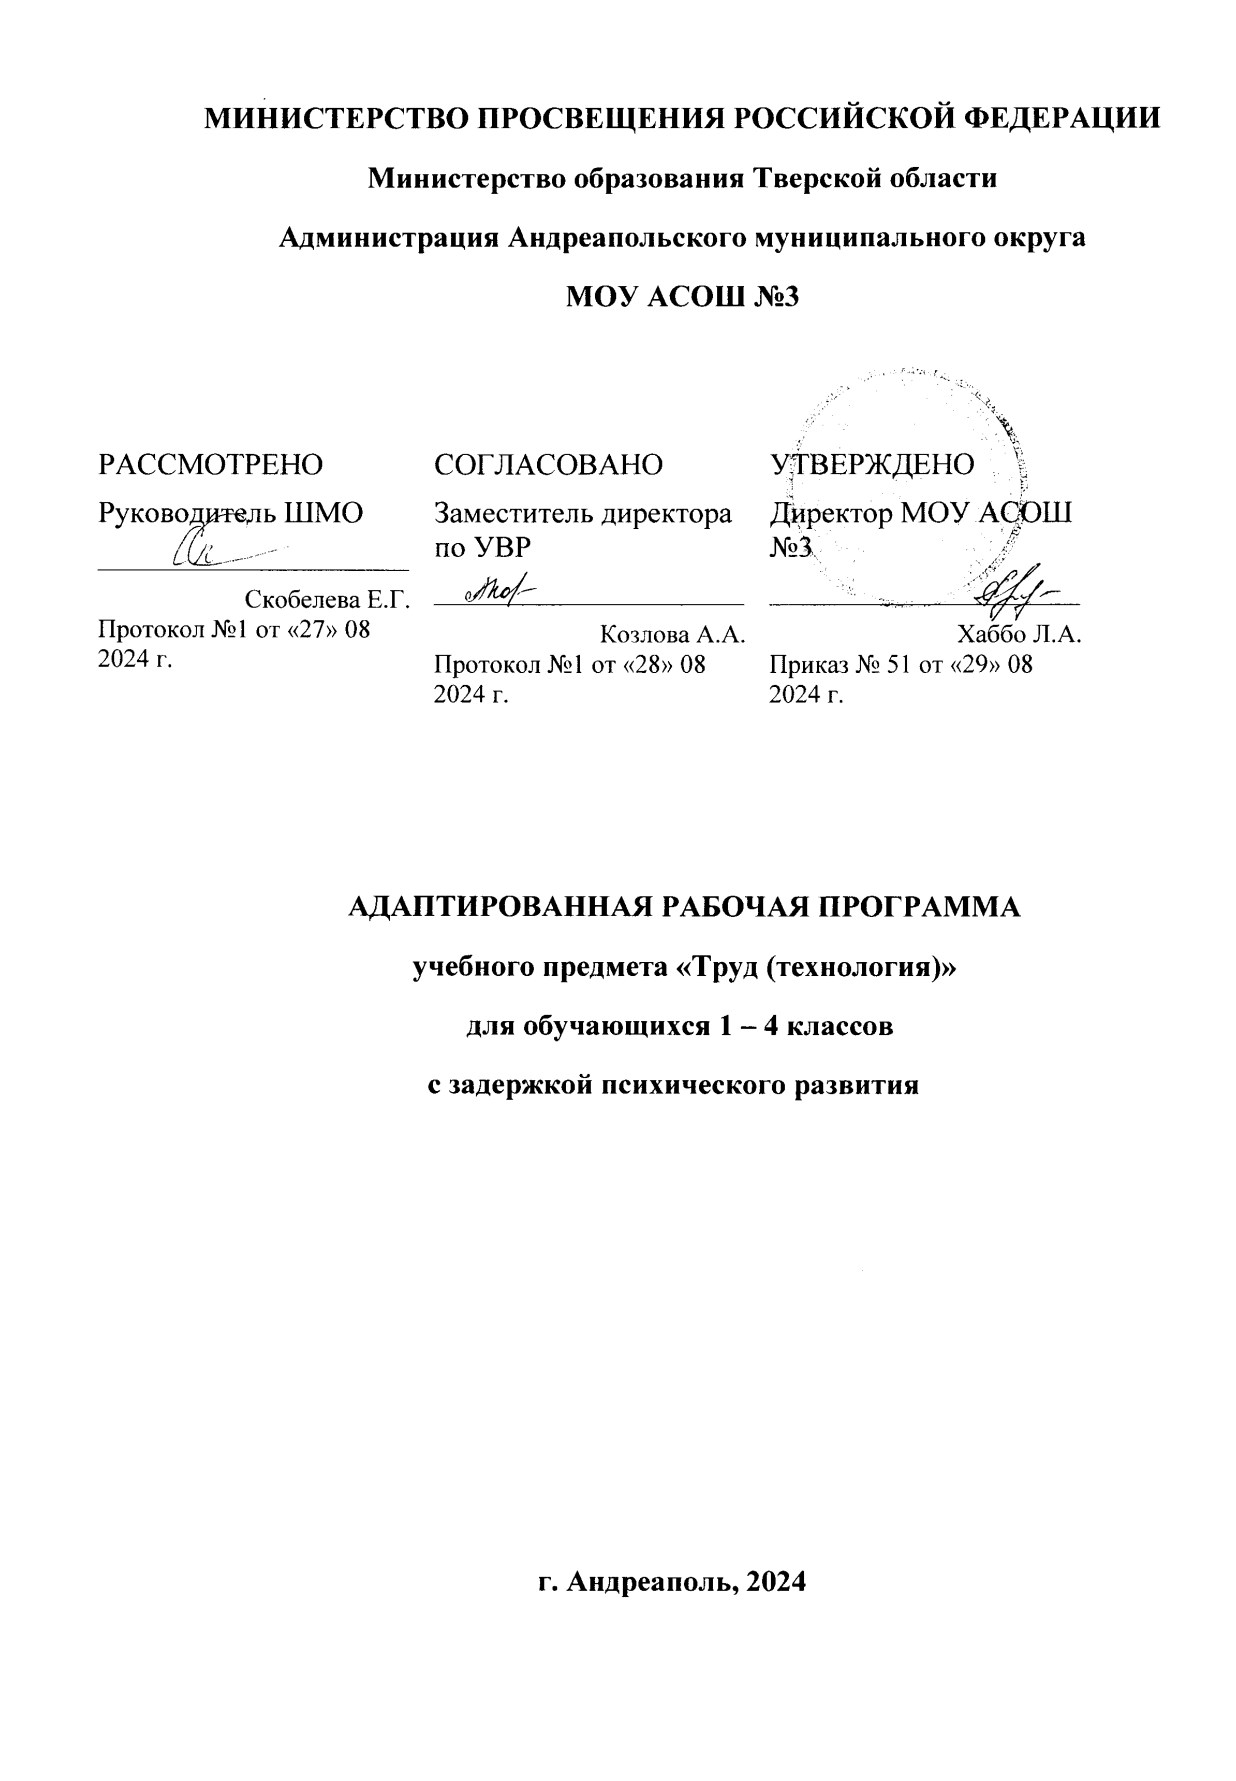 МИНИСТЕРСТВО ПРОСВЕЩЕНИЯ РОССИЙСКОЙ ФЕДЕРАЦИИ
Министерство образования Тверской области
Администрация Андреапольского муниципального округа
МОУ АСОШ №3
РАССМОТРЕНО
Руководитель ШМО
Скобелева Е.Г.
Протокол №1 от «27» 08
2024 г.
СОГЛАСОВАНО
Заместитель директора
по УВР
Козлова А.А.
Протокол №1 от «28» 08
2024 г.
УТВЕРЖДЕНО
Директор МОУ АСОШ
№3
Хаббо Л.А.
Приказ № 51 от «29» 08
2024 г.
АДАПТИРОВАННАЯ РАБОЧАЯ ПРОГРАММА
учебного предмета «Труд (технология)»
для обучающихся 1 – 4 классов
с задержкой психического развития
г. Андреаполь, 2024